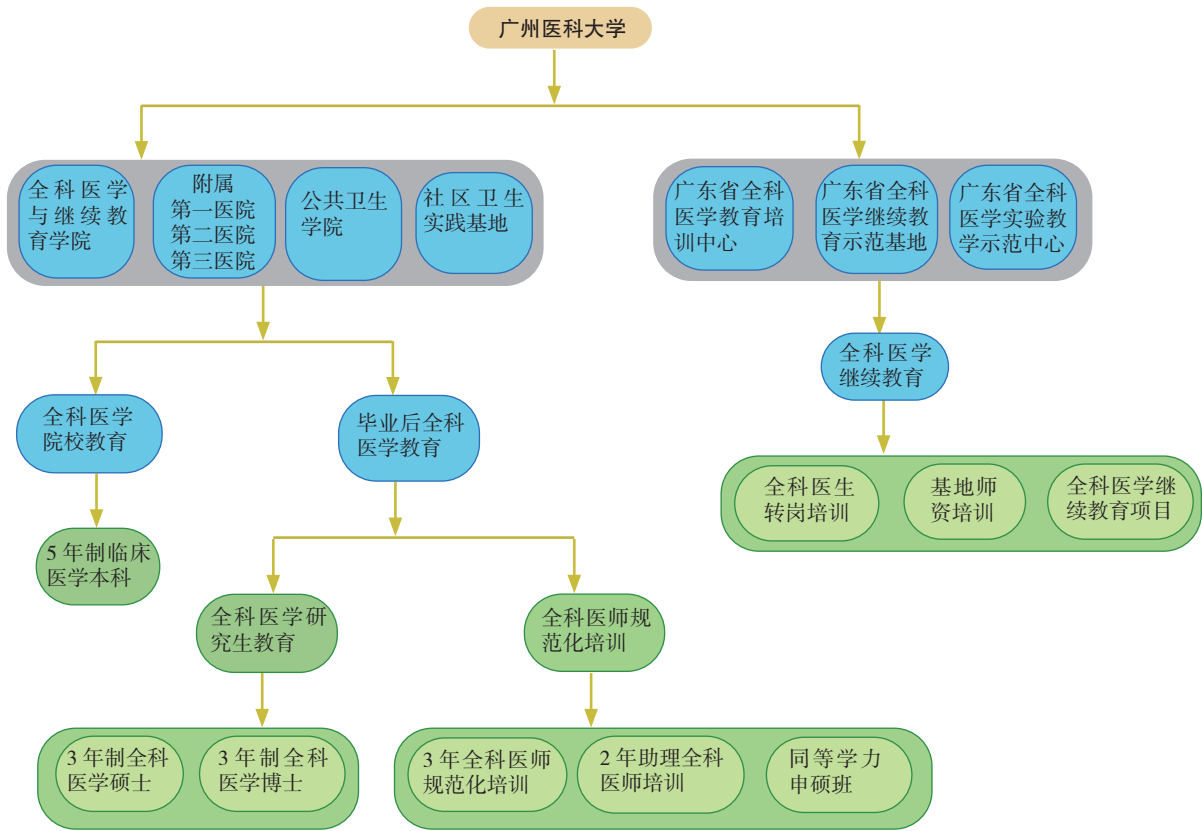 广州医科大学
全科医学
与继续教
育学院
附属
第一医院
第二医院
第三医院
公共卫生
学院
社区卫生
实践基地
广东省全科
医学教育培
训中心
广东省全科
医学继续教
育示范基地
广东省全科
医学实验教
学示范中心
全科医学
继续教育
全科医学
院校教育
毕业后全科
医学教育
全科医生
转岗培训
基地师
资培训
全科医学继
续教育项目
5 年制临床
医学本科
全科医学研
究生教育
全科医师规
范化培训
3 年制全科
医学硕士
3 年制全科
医学博士
3 年全科医师
规范化培训
2 年助理全科
医师培训
同等学力
申硕班